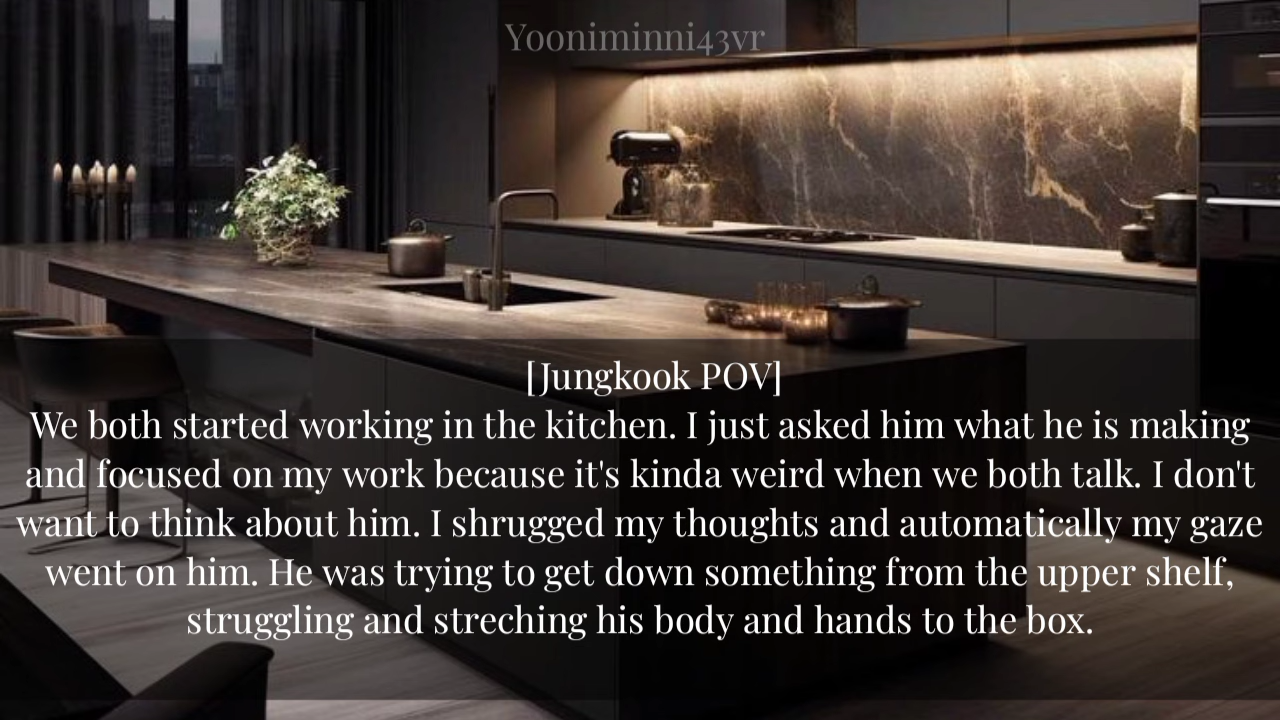 Yooniminni43vr
[Jungkook POV]
We both started working in the kitchen. I just asked him what he is making
and focused on my work because it's kinda weird when we both talk. I don't
want to think about him. I shrugged my thoughts and automatically my gaze
went on him. He was trying to get down something from the upper shelf,
struggling and streching his body and hands to the box.